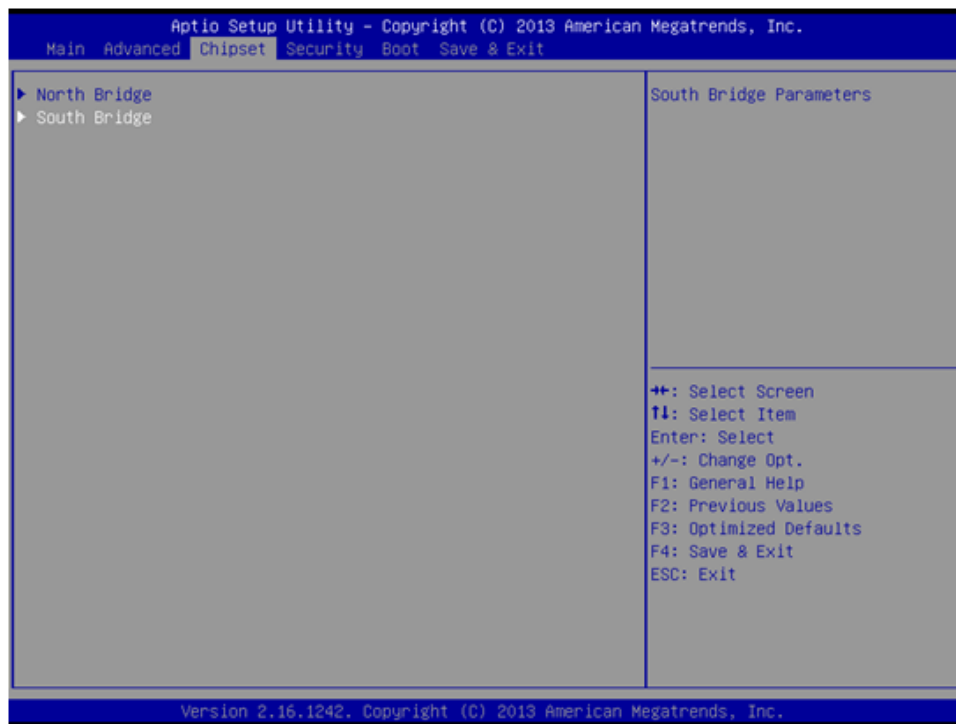 Aptio Setup Utility – Copyright (C) 2013 American Megatrends, Inc.
Main Advanced Chipset Security Boot Save & Exit
North Bridge
South Bridge
South Bridge Parameters
→←: Select Screen
↑↓: Select Item
Enter: Select
+/-: Change Opt.
F1: General Help
F2: Previous Values
F3: Optimized Defaults
F4: Save & Exit
ESC: Exit
Version 2.16.1242. Copyright (C) 2013 American Megatrends, Inc.